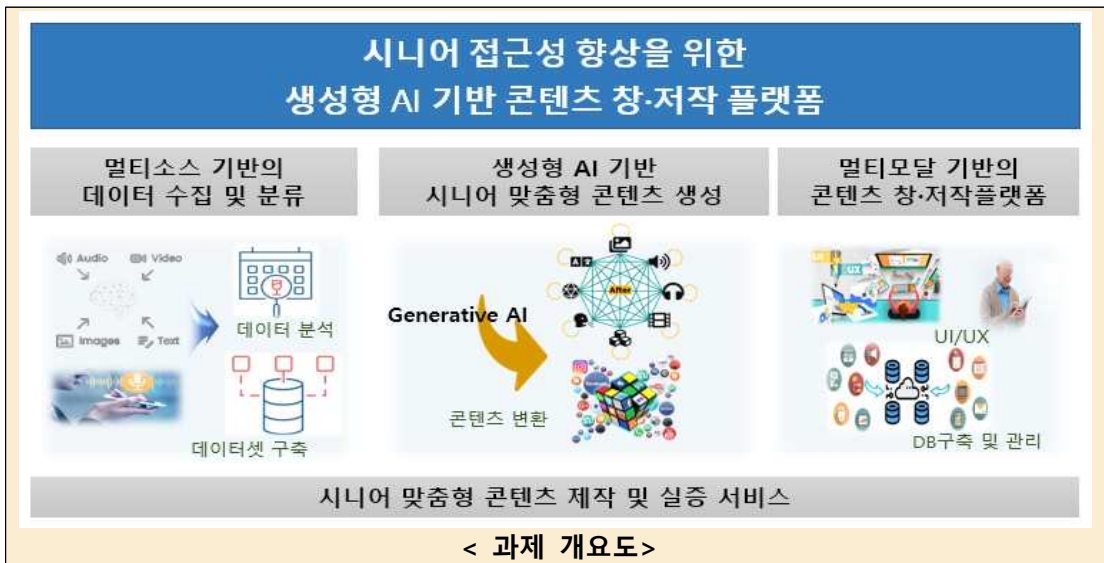 시니어 접근성 향상을 위한
생성형 AI 기반 콘텐츠 창·저작 플랫폼
멀티소스 기반의
데이터 수집 및 분류
생성형 AI 기반
시니어 맞춤형 콘텐츠 생성
멀티모달 기반의
콘텐츠 창·저작플랫폼
Audio
Video
Images
Text
데이터 분석
데이터셋 구축
Generative AI
After
콘텐츠 변환
UX
UI/UX
DB구축 및 관리
시니어 맞춤형 콘텐츠 제작 및 실증 서비스
< 과제 개요도>